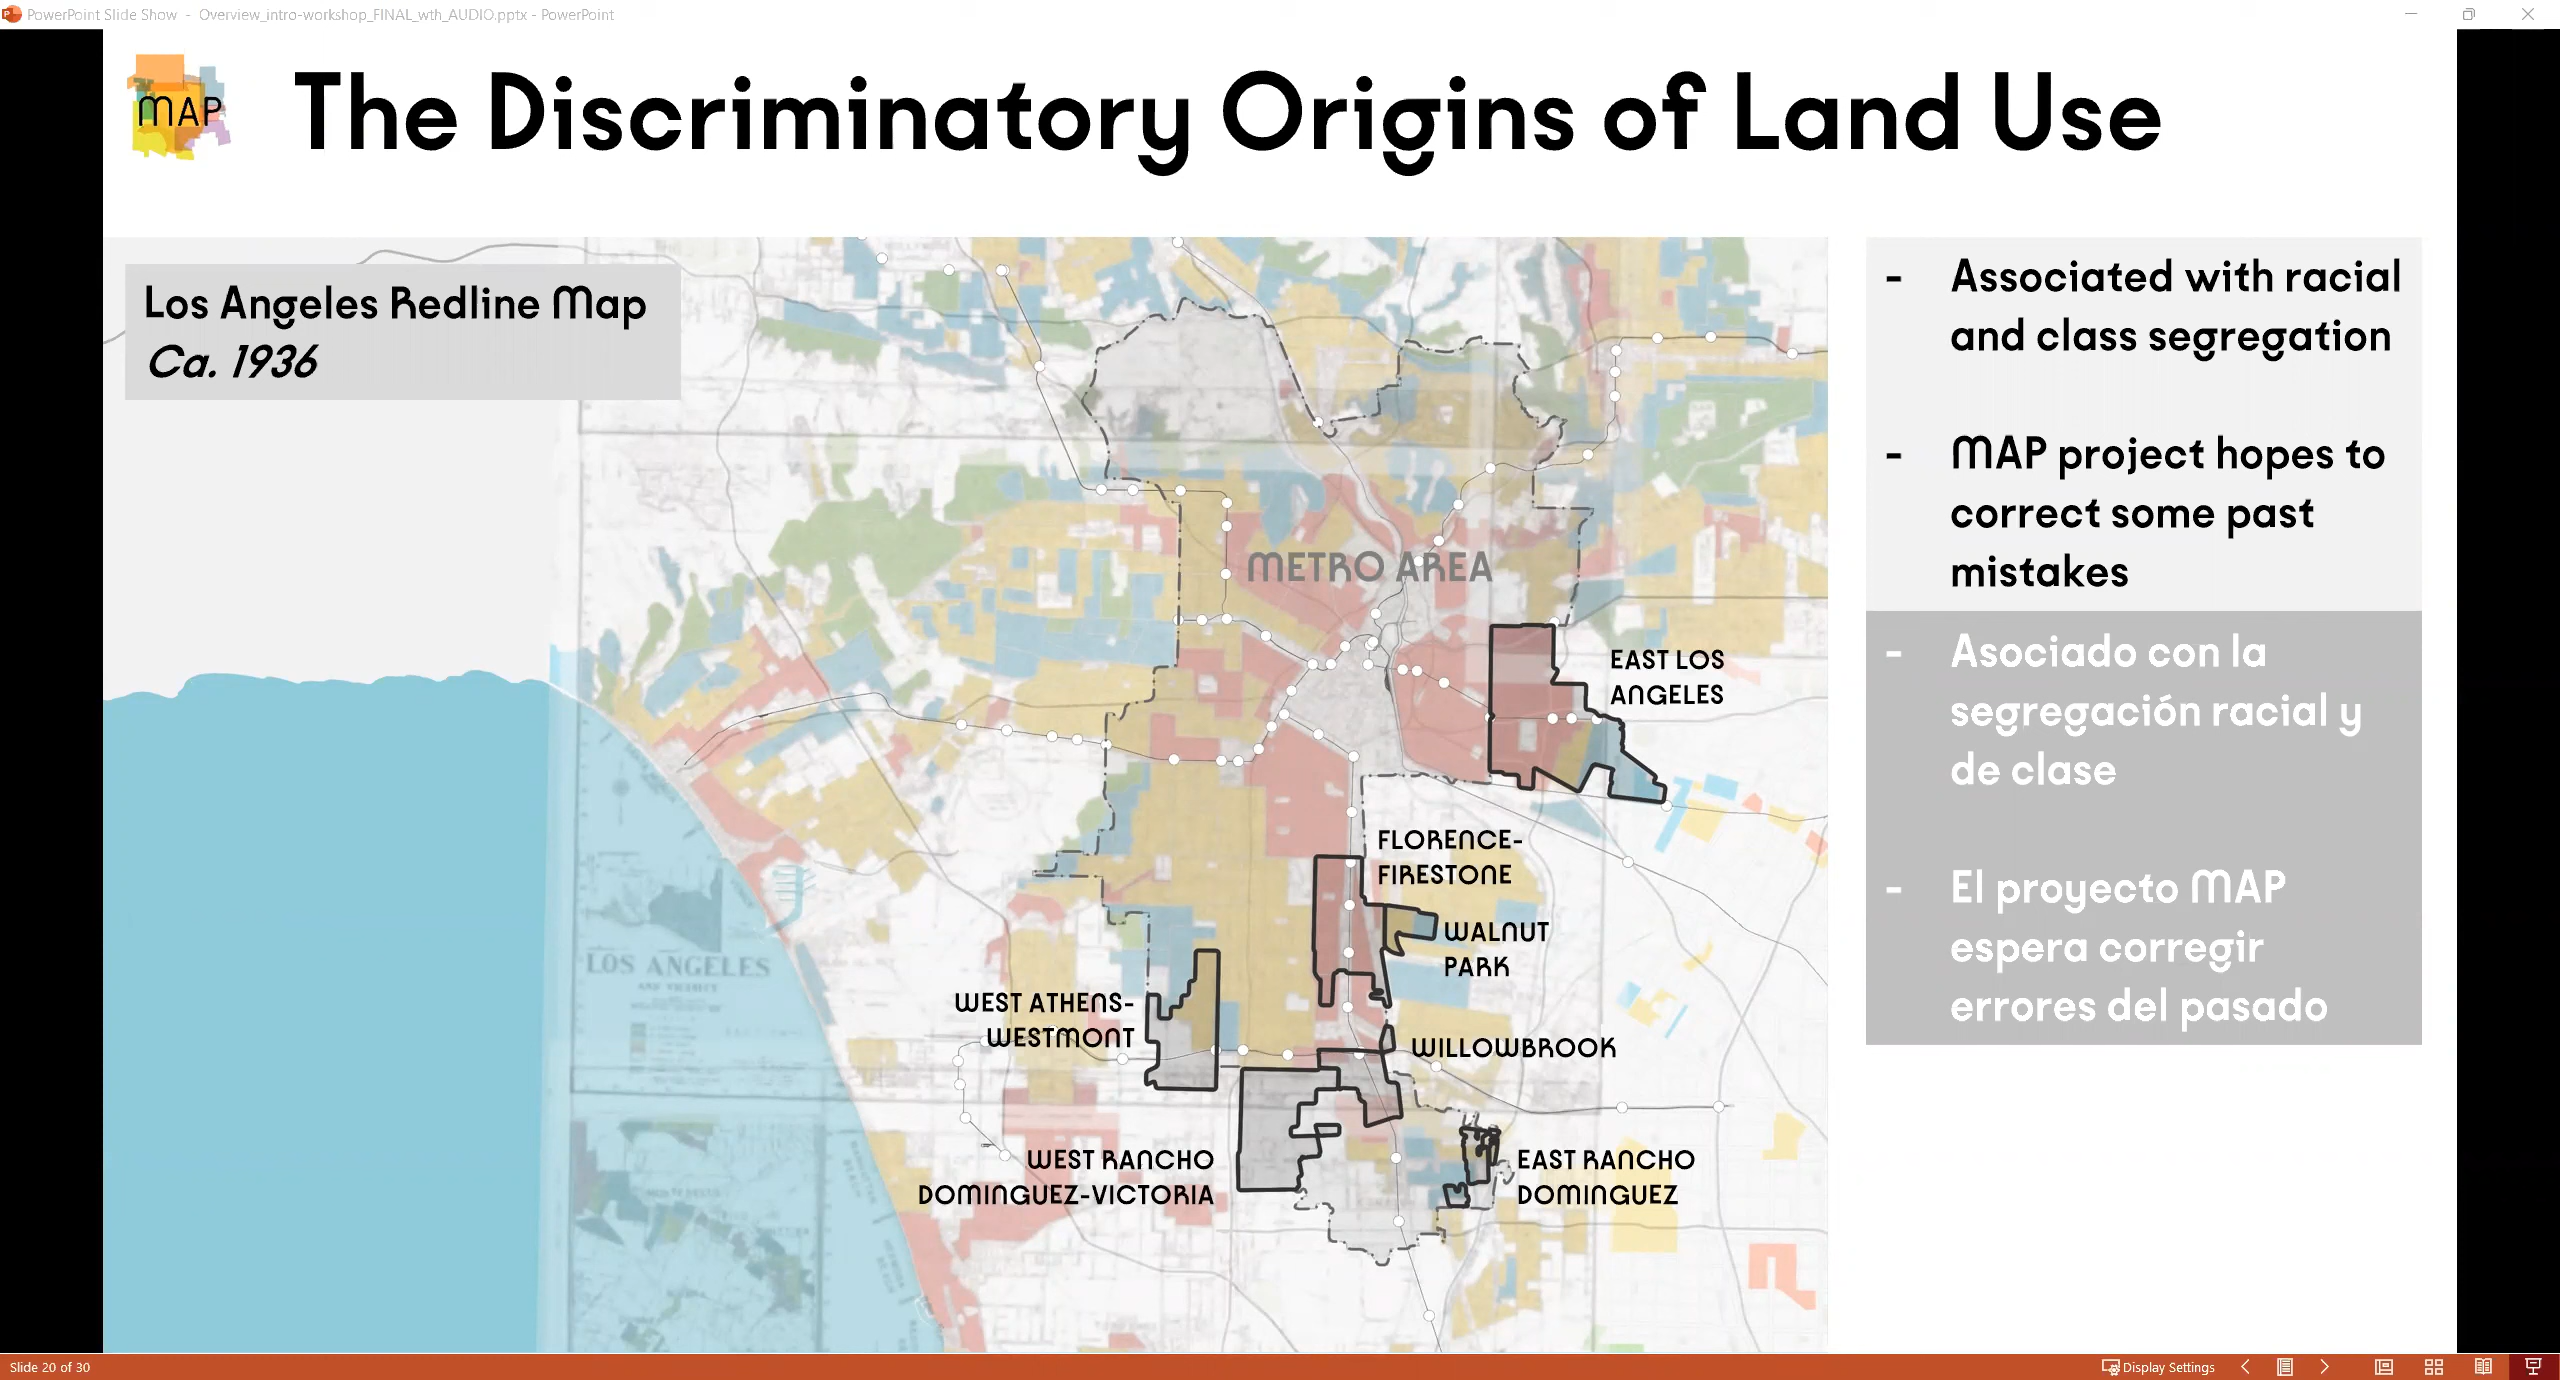 PowerPoint Slide Show - Overview_intro-workshop_FINAL_wth_AUDIO.pptx - PowerPoint
MAP
The Discriminatory Origins of Land Use
Los Angeles Redline Map
Ca. 1936
METRO AREA
EAST LOS
ANGELES
FLORENCE-
FIRESTONE
WALNUT
PARK
LOS ANGELES
AND VICINITY
WEST ATHENS-
WESTMONT
WILLOWBROOK
WEST RANCHO
DOMINGUEZ-VICTORIA
EAST RANCHO
DOMINGUEZ
- Associated with racial
and class segregation
- MAP project hopes to
correct some past
mistakes
- Asociado con la
segregación racial y
de clase
- El proyecto MAP
espera corregir
errores del pasado
Slide 20 of 30
Display Settings